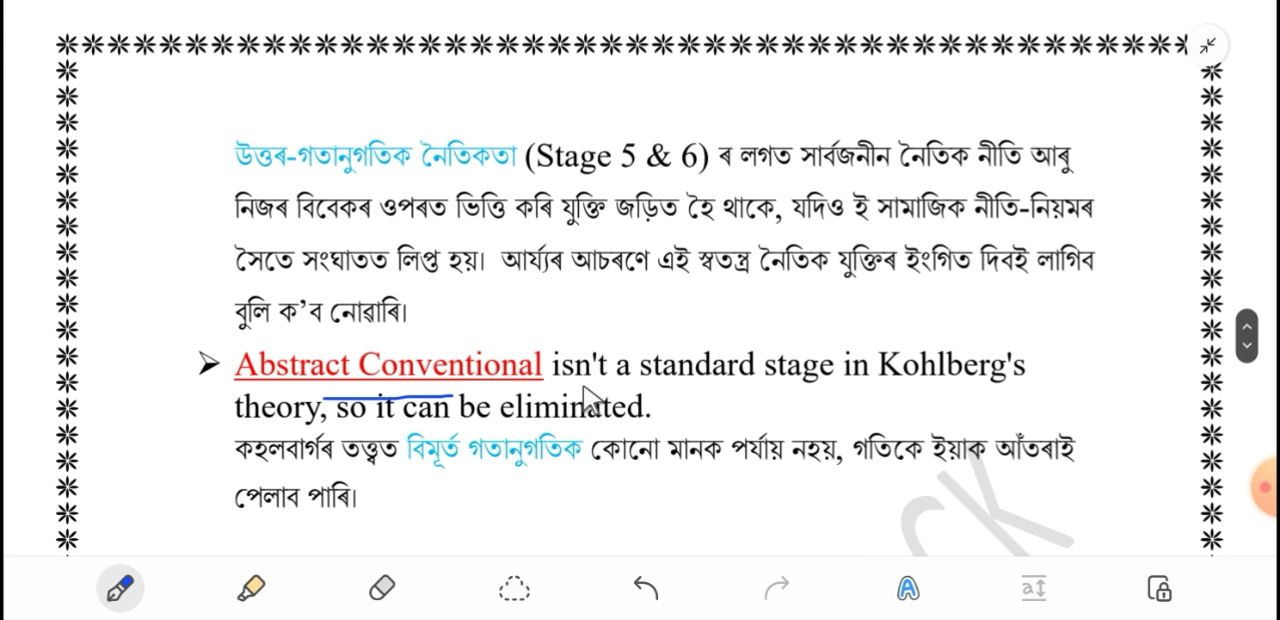 উত্তৰ-গতানুগতিক নৈতিকতা (Stage 5 & 6) ৰ লগত সাৰ্বজনীন নৈতিক নীতি আৰু
নিজৰ বিবেকৰ ওপৰত ভিত্তি কৰি যুক্তি জড়িত হৈ থাকে, যদিও ই সামাজিক নীতি-নিয়মৰ
সৈতে সংঘাতত লিপ্ত হয়। আৰ্য্যৰ আচৰণে এই স্বতন্ত্ৰ নৈতিক যুক্তিৰ ইংগিত দিবই লাগিব
বুলি ক’ব নোৱাৰি।
➢ Abstract Conventional isn't a standard stage in Kohlberg's
theory, so it can be eliminated.
কহলবাৰ্গৰ তত্ত্বত বিমূৰ্ত গতানুগতিক কোনো মানক পৰ্যায় নহয়, গতিকে ইয়াক আঁতৰাই
পেলাব পাৰি।
CK